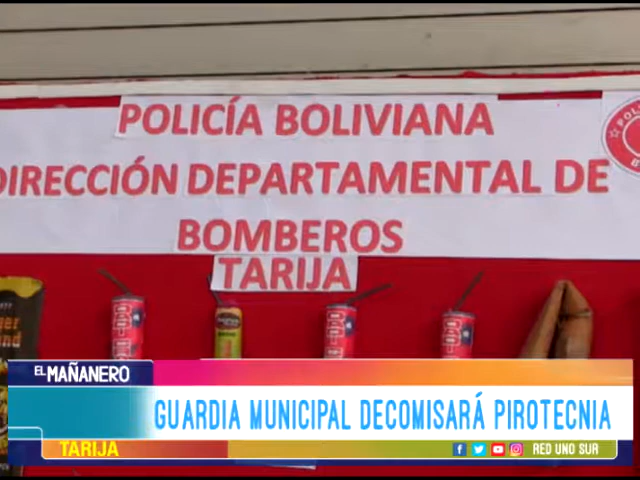 POLICÍA BOLIVIANA
DIRECCIÓN DEPARTAMENTAL DE
BOMBEROS
TARIJA
EL MAÑANERO
GUARDIA MUNICIPAL DECOMISARÁ PIROTECNIA
TARIJA
RED UNO SUR